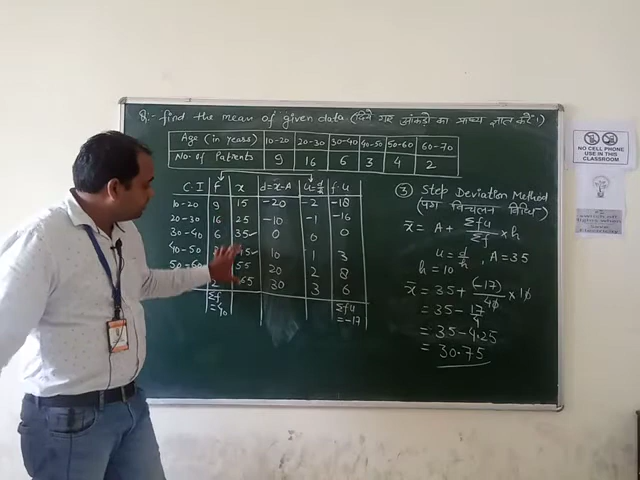 Q:- find the mean of given data (दिये गए आंकड़ो का माध्य ज्ञात करें।)
Age (in years) 10-20 20-30 30-40 40-50 50-60 60-70
No. of Patients 9 16 6 3 4 2
C.I f x d=x-A u=d/h f.u
10-20 9 15 -20 -2 -18
20-30 16 25 -10 -1 -16
30-40 6 35 0 0 0
40-50 3 45 10 1 3
50-60 55 20 2 8
2 65 30 3 6
Σf = 40 Σfu = -17
③ Step Deviation Method
(पग विचलन विधि)
x̄ = A + Σfu/Σf × h
u = d/h , A = 35
h = 10
x̄ = 35 + (-17)/40 × 10
= 35 - 17/4
= 35 - 4.25
= 30.75
NO CELL PHONE
USE IN THIS
CLASSROOM